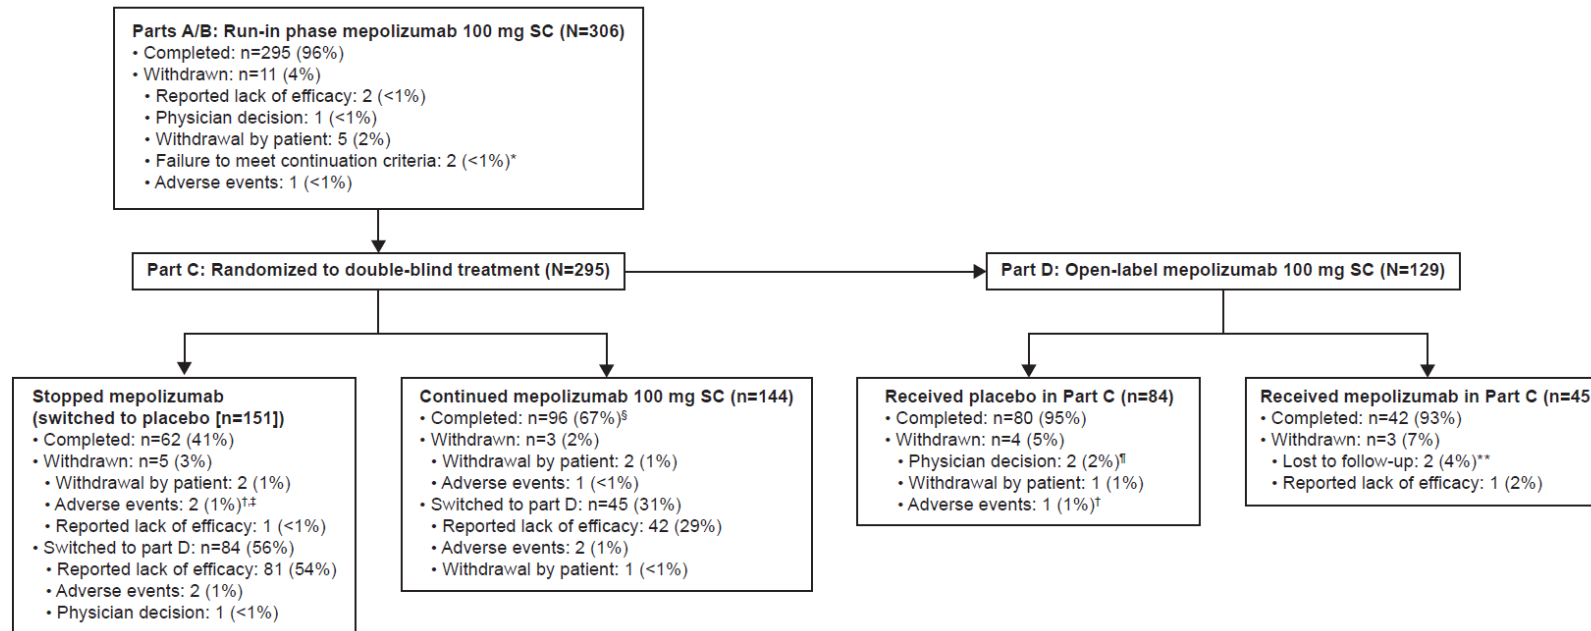 Parts A/B: Run-in phase mepolizumab 100 mg SC (N=306)
• Completed: n=295 (96%)
• Withdrawn: n=11 (4%)
• Reported lack of efficacy: 2 (<1%)
• Physician decision: 1 (<1%)
• Withdrawal by patient: 5 (2%)
• Failure to meet continuation criteria: 2 (<1%)*
• Adverse events: 1 (<1%)
Part C: Randomized to double-blind treatment (N=295)
Part D: Open-label mepolizumab 100 mg SC (N=129)
Stopped mepolizumab
(switched to placebo [n=151])
• Completed: n=62 (41%)
• Withdrawn: n=5 (3%)
• Withdrawal by patient: 2 (1%)
• Adverse events: 2 (1%)†,‡
• Reported lack of efficacy: 1 (<1%)
• Switched to part D: n=84 (56%)
• Reported lack of efficacy: 81 (54%)
• Adverse events: 2 (1%)
• Physician decision: 1 (<1%)
Continued mepolizumab 100 mg SC (n=144)
• Completed: n=96 (67%)§
• Withdrawn: n=3 (2%)
• Withdrawal by patient: 2 (1%)
• Adverse events: 1 (<1%)
• Switched to part D: n=45 (31%)
• Reported lack of efficacy: 42 (29%)
• Adverse events: 2 (1%)
• Withdrawal by patient: 1 (<1%)
Received placebo in Part C (n=84)
• Completed: n=80 (95%)
• Withdrawn: n=4 (5%)
• Physician decision: 2 (2%)¶
• Withdrawal by patient: 1 (1%)
• Adverse events: 1 (1%)†
Received mepolizumab in Part C (n=45
• Completed: n=42 (93%)
• Withdrawn: n=3 (7%)
• Lost to follow-up: 2 (4%)**
• Reported lack of efficacy: 1 (2%)